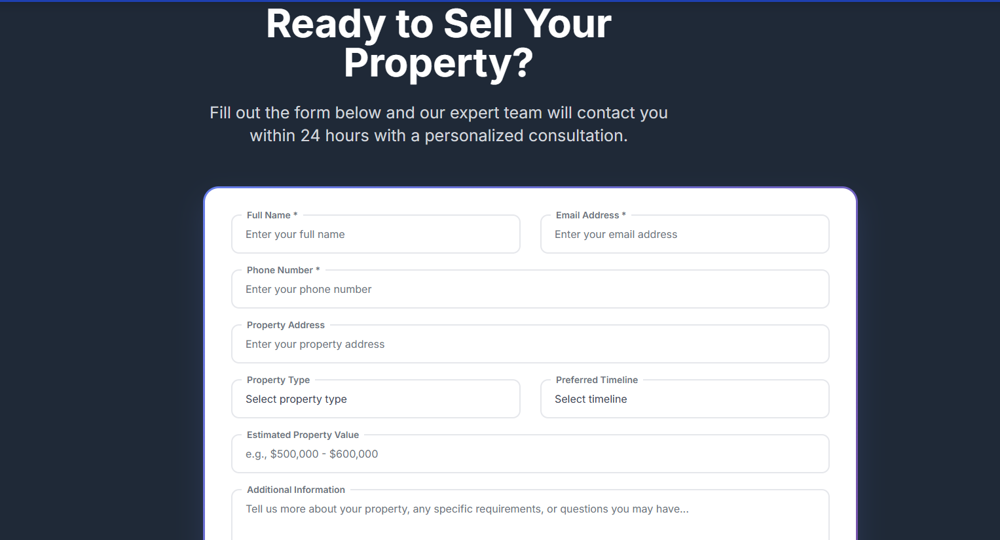 Ready to Sell Your
Property?
Fill out the form below and our expert team will contact you
within 24 hours with a personalized consultation.
Full Name *
Enter your full name
Email Address *
Enter your email address
Phone Number *
Enter your phone number
Property Address
Enter your property address
Property Type
Select property type
Preferred Timeline
Select timeline
Estimated Property Value
e.g., $500,000 - $600,000
Additional Information
Tell us more about your property, any specific requirements, or questions you may have...